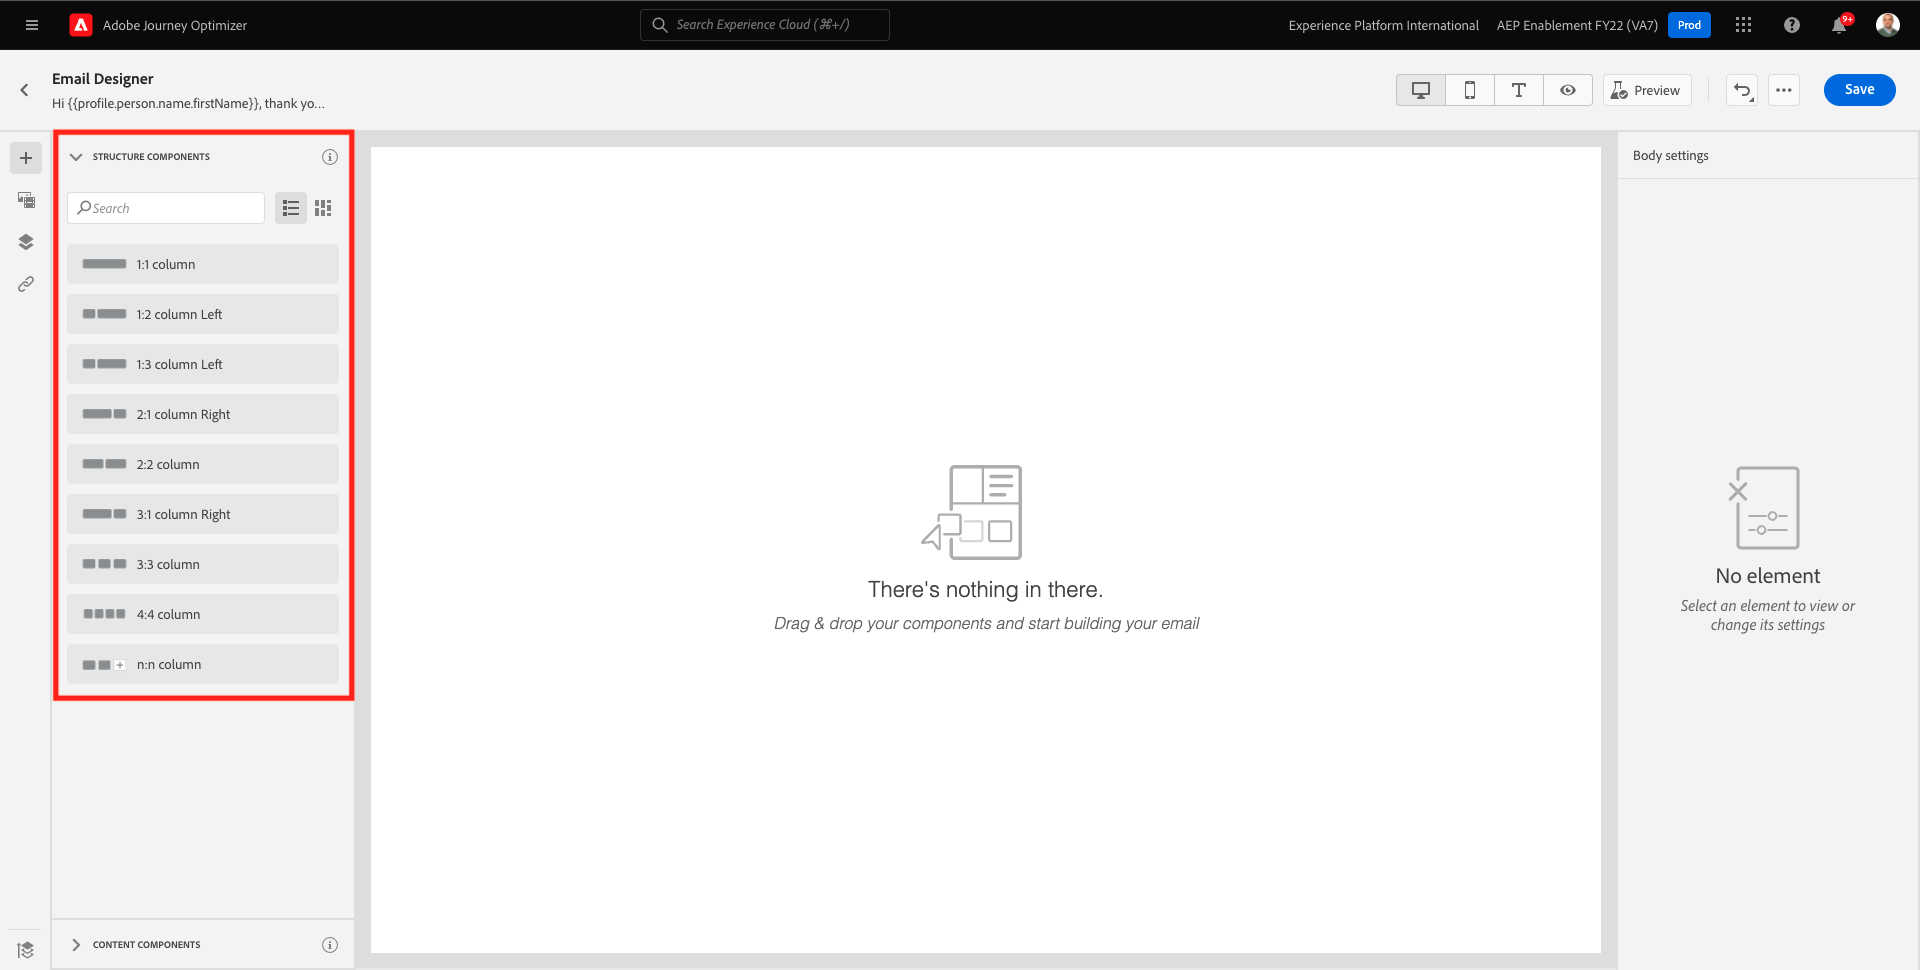 Adobe Journey Optimizer
Search Experience Cloud (⌘+/)
Experience Platform International
AEP Enablement FY22 (VA7)
Prod
9+
Email Designer
Hi {{profile.person.name.firstName}}, thank yo...
Preview
Save
STRUCTURE COMPONENTS
Search
1:1 column
1:2 column Left
1:3 column Left
2:1 column Right
2:2 column
3:1 column Right
3:3 column
4:4 column
n:n column
CONTENT COMPONENTS
There's nothing in there.
Drag & drop your components and start building your email
Body settings
No element
Select an element to view or
change its settings